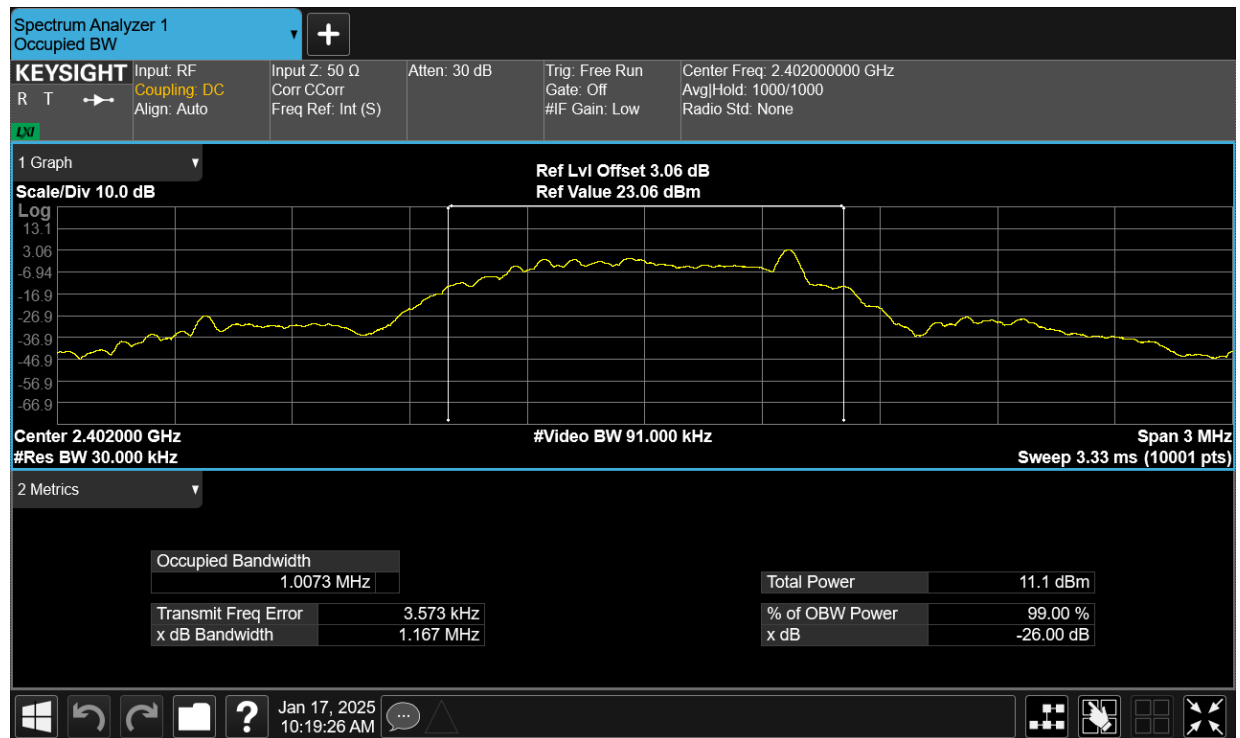 Spectrum Analyzer 1
Occupied BW
KEYSIGHT
R T
LXI
Input: RF
Coupling: DC
Align: Auto
Input Z: 50 Ω
Corr CCorr
Freq Ref: Int (S)
Atten: 30 dB
Trig: Free Run
Gate: Off
#IF Gain: Low
Center Freq: 2.402000000 GHz
Avg|Hold: 1000/1000
Radio Std: None
1 Graph
Ref Lvl Offset 3.06 dB
Scale/Div 10.0 dB
Ref Value 23.06 dBm
Log
13.1
3.06
-6.94
-16.9
-26.9
-36.9
-46.9
-56.9
-66.9
Center 2.402000 GHz
#Video BW 91.000 kHz
Span 3 MHz
#Res BW 30.000 kHz
Sweep 3.33 ms (10001 pts)
2 Metrics
Occupied Bandwidth
1.0073 MHz
Total Power 11.1 dBm
Transmit Freq Error 3.573 kHz
% of OBW Power 99.00 %
x dB Bandwidth 1.167 MHz
x dB -26.00 dB
?
Jan 17, 2025
10:19:26 AM